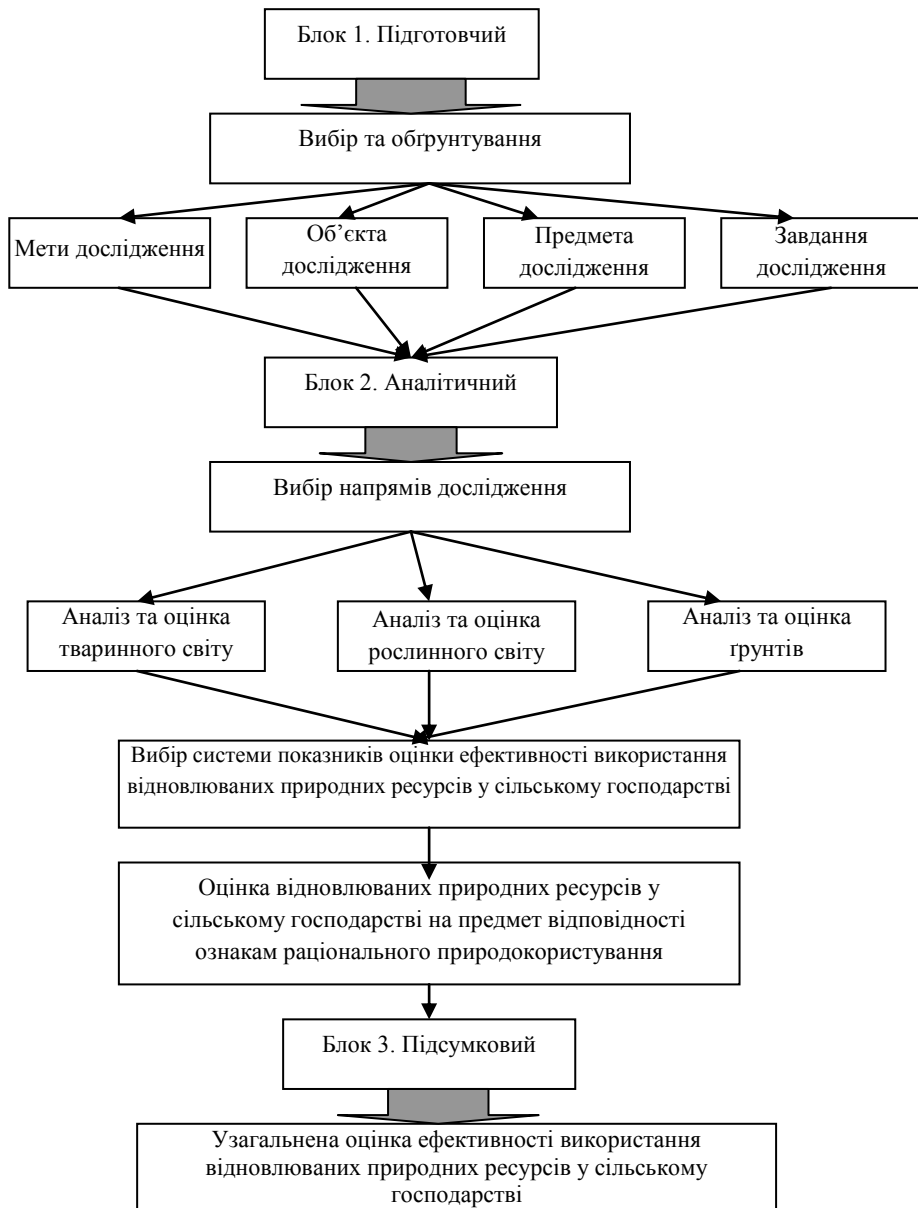 Блок 1. Підготовчий
Вибір та обґрунтування
Мети дослідження
Об’єкта
дослідження
Предмета
дослідження
Завдання
дослідження
Блок 2. Аналітичний
Вибір напрямів дослідження
Аналіз та оцінка
тваринного світу
Аналіз та оцінка
рослинного світу
Аналіз та оцінка
ґрунтів
Вибір системи показників оцінки ефективності використання
відновлюваних природних ресурсів у сільському господарстві
Оцінка відновлюваних природних ресурсів у
сільському господарстві на предмет відповідності
ознакам раціонального природокористування
Блок 3. Підсумковий
Узагальнена оцінка ефективності використання
відновлюваних природних ресурсів у сільському
господарстві